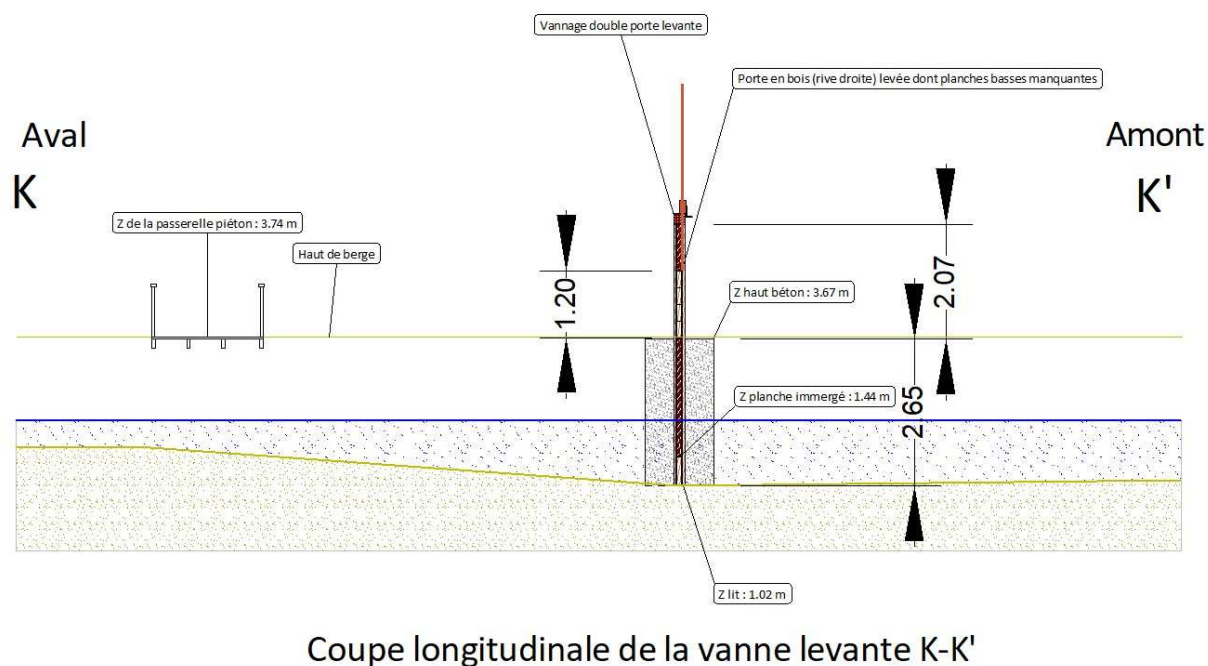 Vannage double porte levante
Porte en bois (rive droite) levée dont planches basses manquantes
Aval
Amont
K
K'
Z de la passerelle piéton : 3.74 m
Haut de berge
1.20
2.07
Z haut béton : 3.67 m
Z planche immergé : 1.44 m
2.65
Z lit : 1.02 m
Coupe longitudinale de la vanne levante K-K'